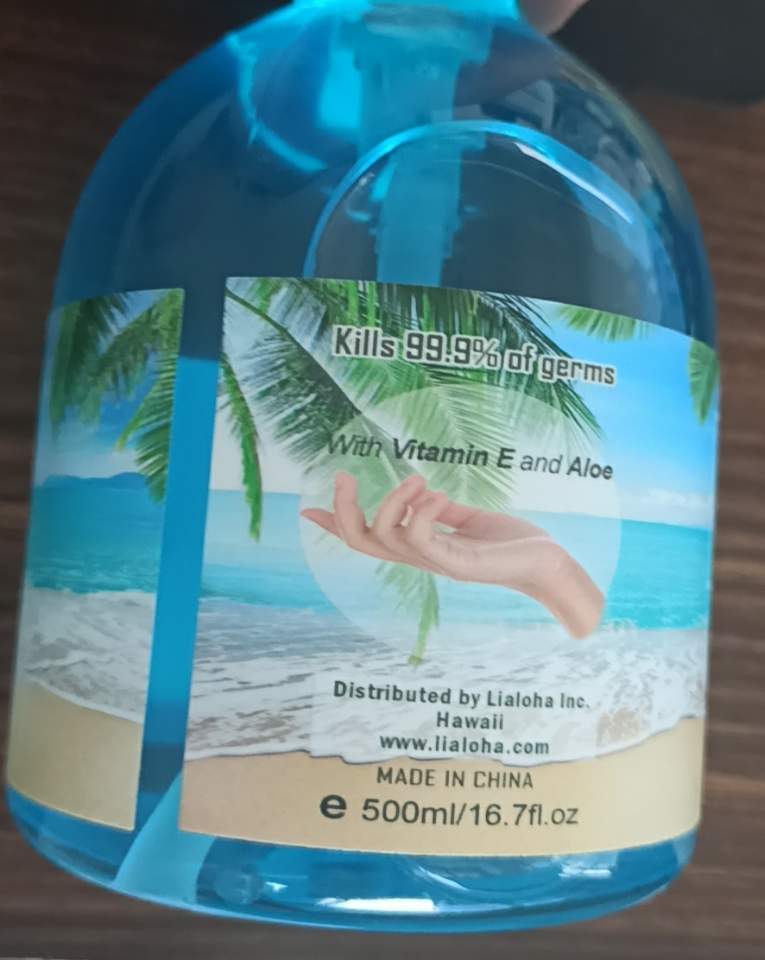 Kills 99.9% of germs
With Vitamin E and Aloe
Distributed by Lialoha Inc.
Hawaii
www.lialoha.com
MADE IN CHINA
e 500ml/16.7fl.oz